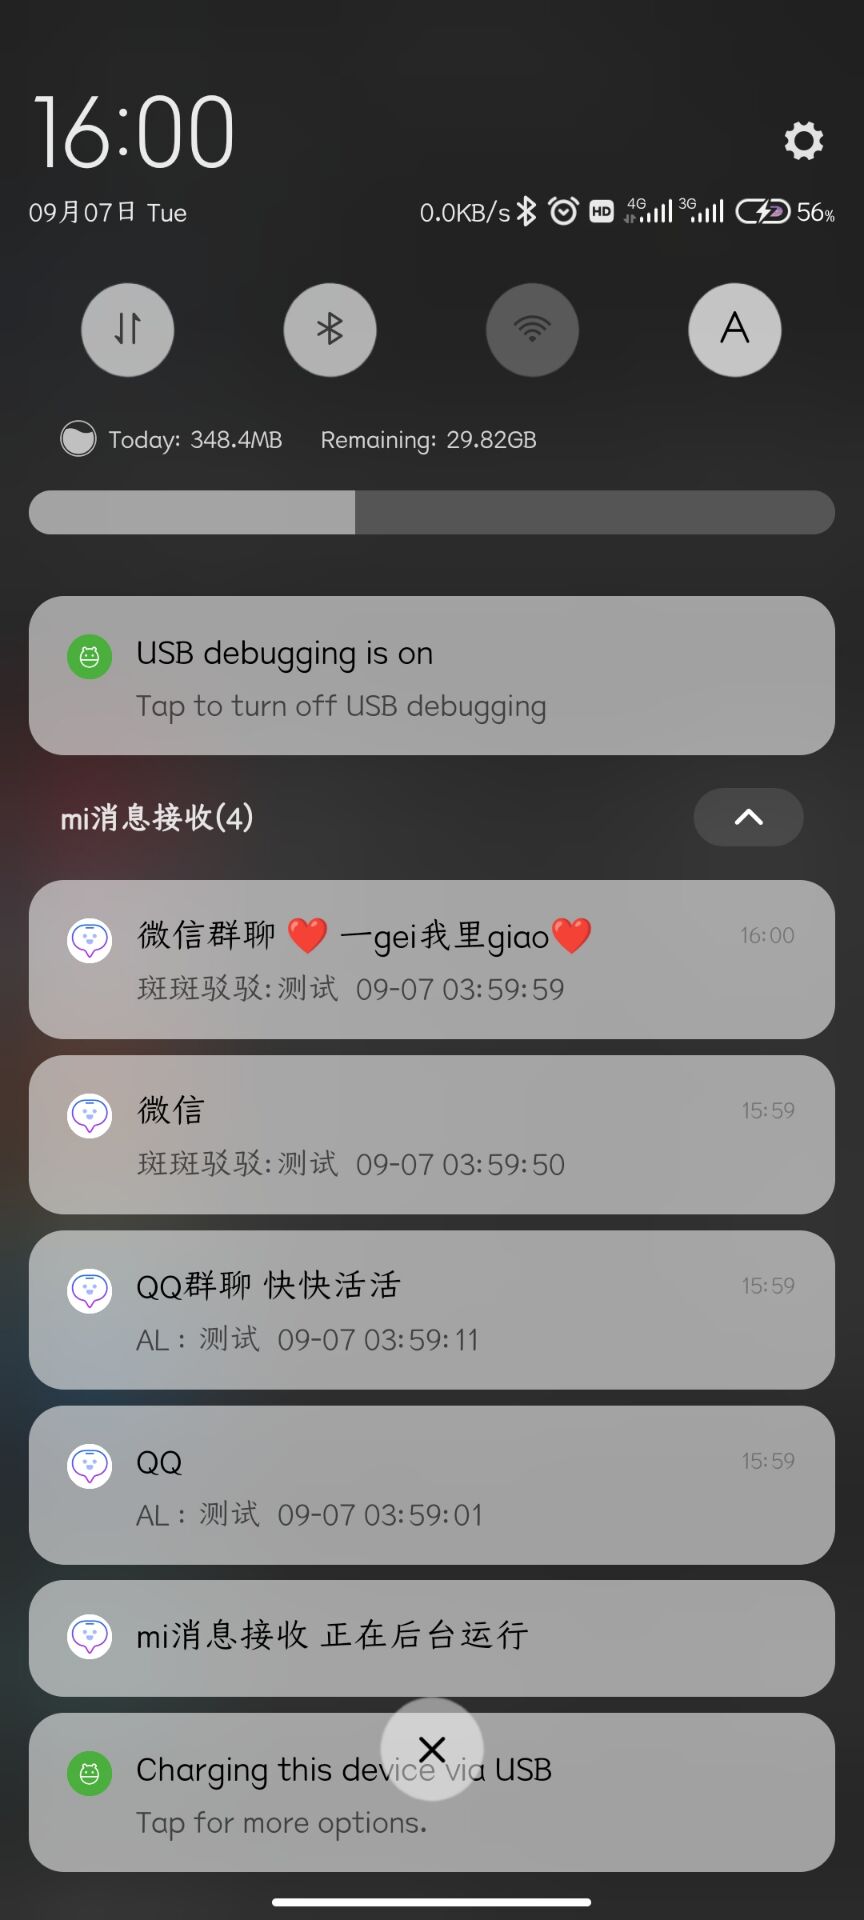 16:00
09月07日 Tue
0.0KB/s HD 4G 3G 56%
A
Today: 348.4MB Remaining: 29.82GB
USB debugging is on
Tap to turn off USB debugging
mi消息接收(4)
微信群聊 ❤️ 一gei我里giao❤️ 16:00
斑斑驳驳:测试 09-07 03:59:59
微信 15:59
斑斑驳驳:测试 09-07 03:59:50
QQ群聊 快快活活 15:59
AL : 测试 09-07 03:59:11
QQ 15:59
AL : 测试 09-07 03:59:01
mi消息接收 正在后台运行
Charging this device via USB
Tap for more options.